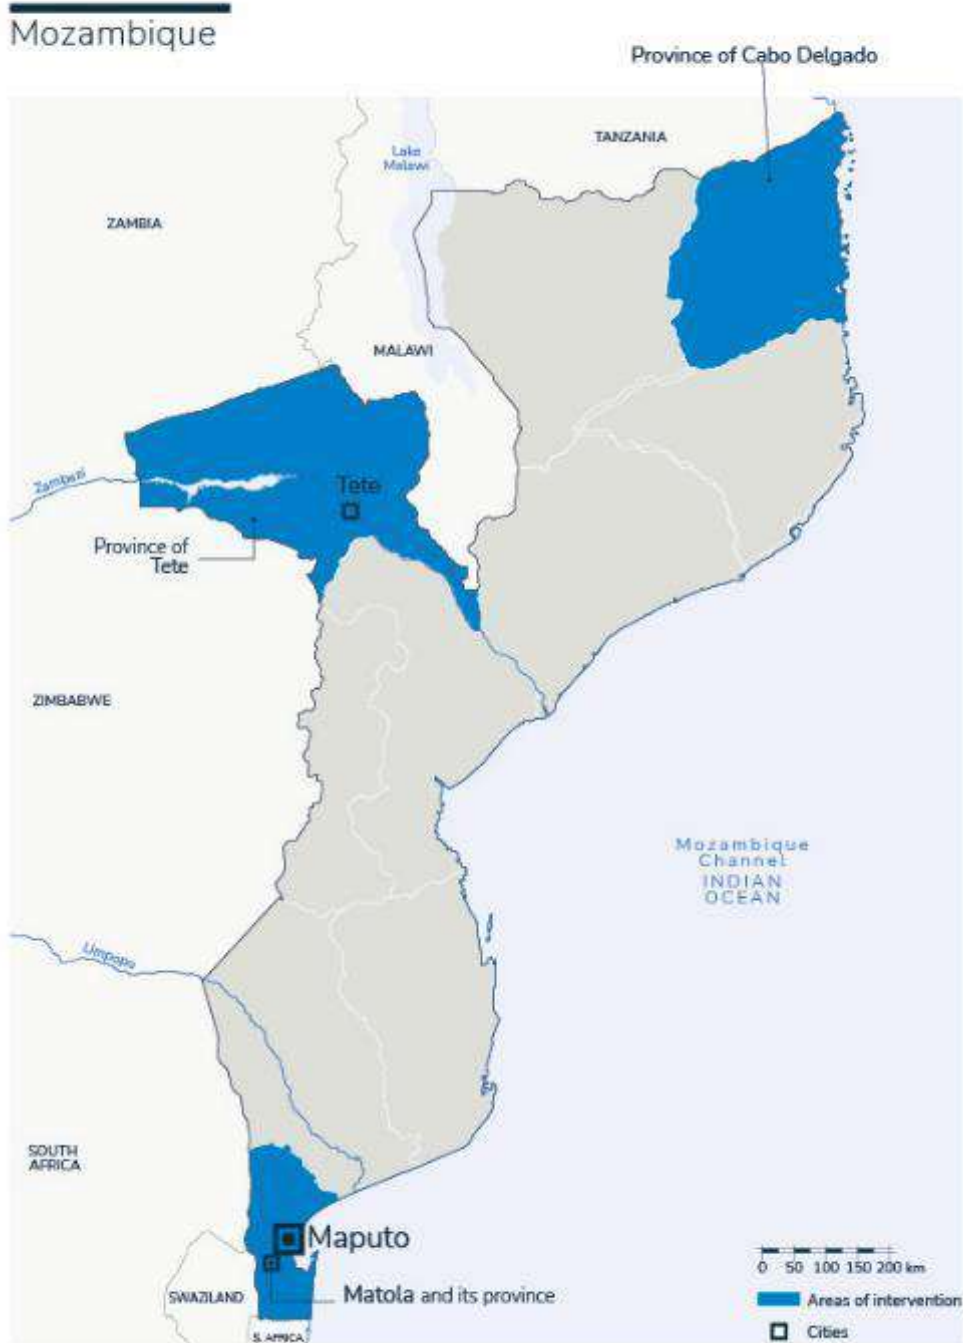 Mozambique
Province of Cabo Delgado
TANZANIA
Lake
Malawi
ZAMBIA
MALAWI
Zambezi
Tete
Province of
Tete
ZIMBABWE
Mozambique
Channel
INDIAN
OCEAN
Limpopo
SOUTH
AFRICA
Maputo
Matola and its province
SWAZILAND
S. AFRICA
0 50 100 150 200 km
Areas of intervention
Cities